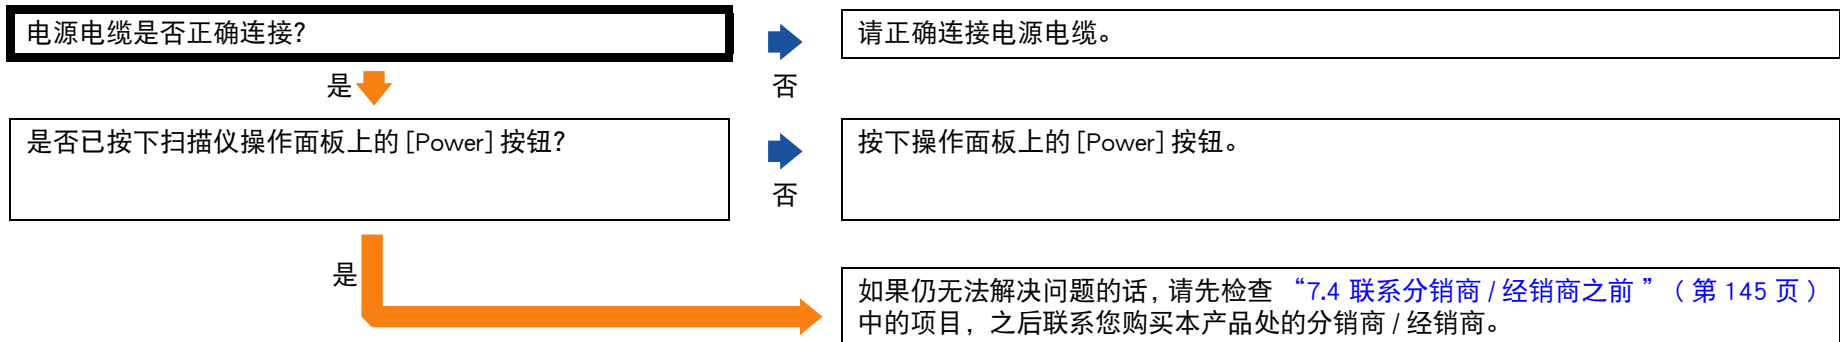 电源电缆是否正确连接?
请正确连接电源电缆。
是
否
是否已按下扫描仪操作面板上的 [Power] 按钮?
按下操作面板上的 [Power] 按钮。
否
是
如果仍无法解决问题的话, 请先检查 “7.4 联系分销商 / 经销商之前 ” ( 第 145 页 )
中的项目, 之后联系您购买本产品处的分销商 / 经销商。